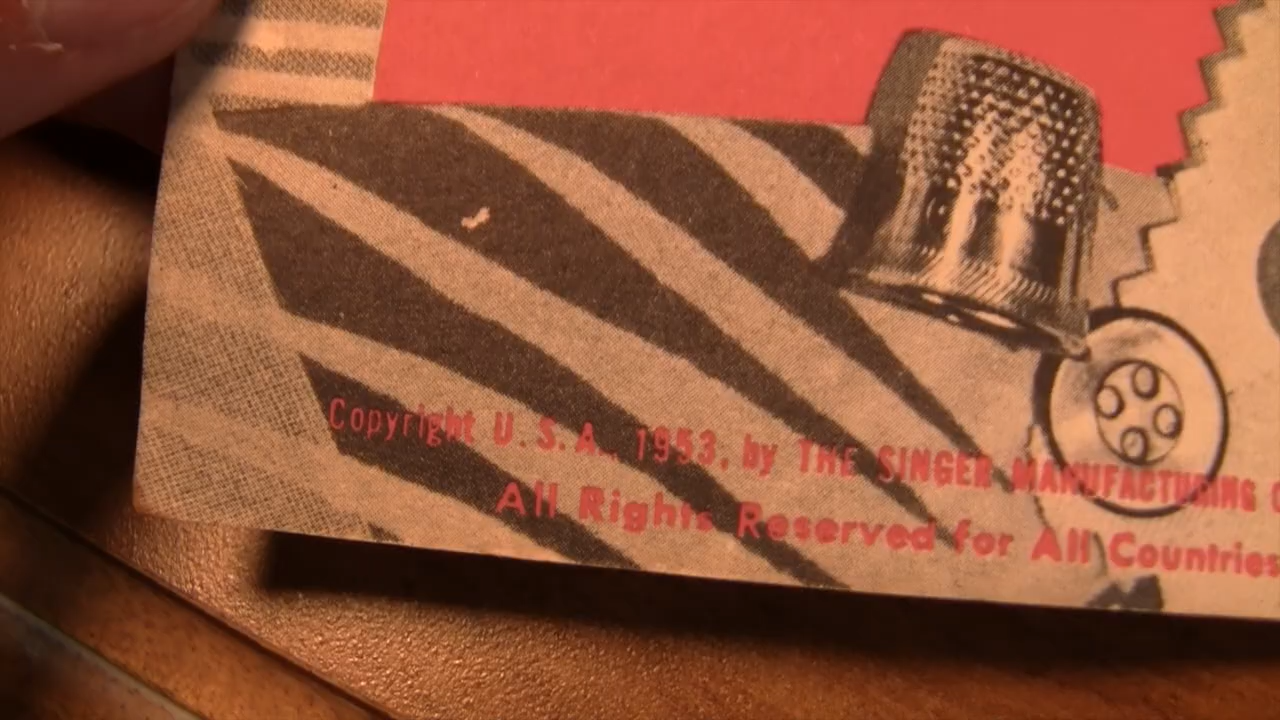 Copyright U.S.A., 1953, by THE SINGER MANUFACTURING
All Rights Reserved for All Countries